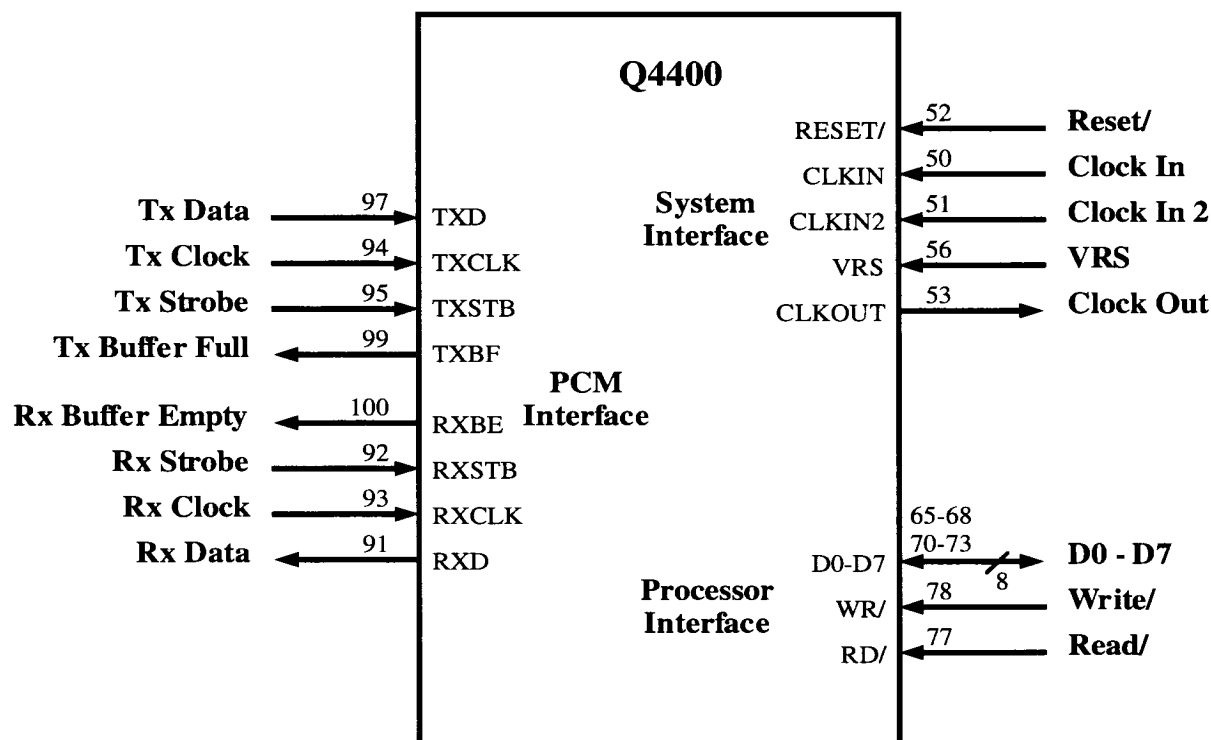 Q4400
Tx Data 97 TXD
Tx Clock 94 TXCLK
Tx Strobe 95 TXSTB
Tx Buffer Full 99 TXBF
PCM
Interface
Rx Buffer Empty 100 RXBE
Rx Strobe 92 RXSTB
Rx Clock 93 RXCLK
Rx Data 91 RXD
System
Interface
RESET/ 52 Reset/
CLKIN 50 Clock In
CLKIN2 51 Clock In 2
VRS 56 VRS
CLKOUT 53 Clock Out
Processor
Interface
65-68
70-73
D0-D7 8 D0 - D7
WR/ 78 Write/
RD/ 77 Read/